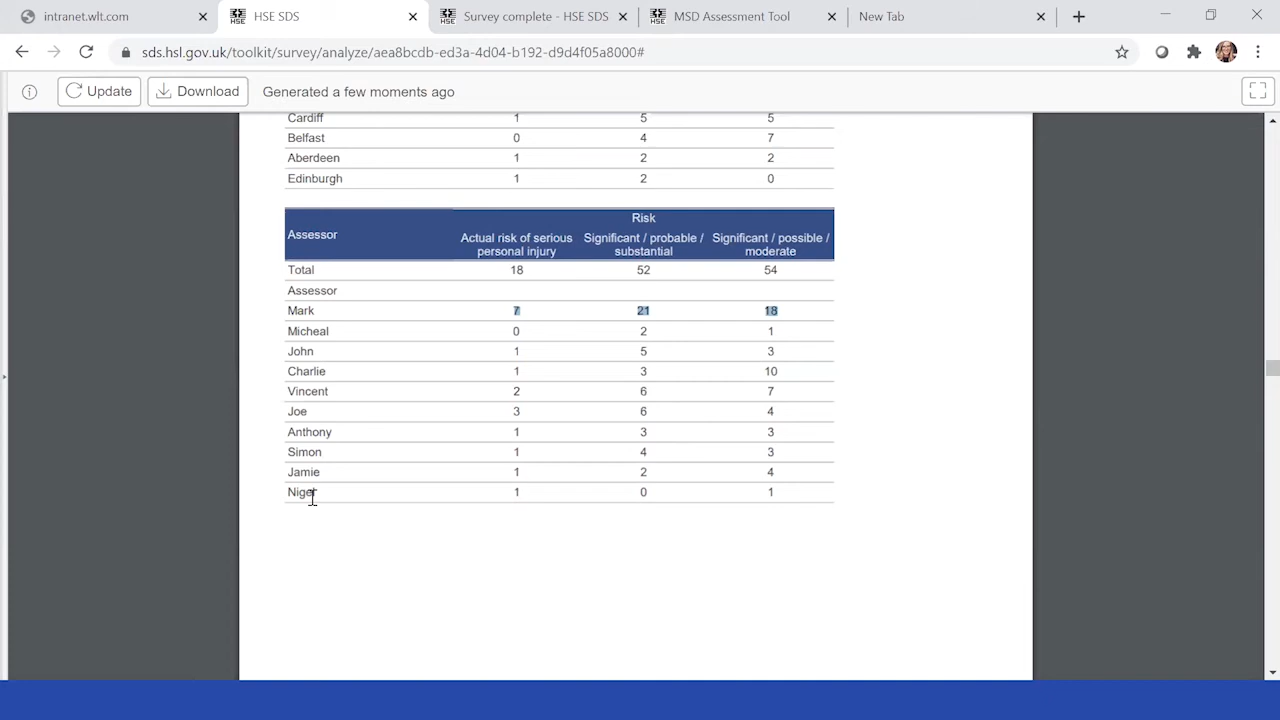 intranet.wlt.com
HSE
HSE SDS
HSE
Survey complete - HSE SDS
HSE
MSD Assessment Tool
New Tab
sds.hsl.gov.uk/toolkit/survey/analyze/aea8bcdb-ed3a-4d04-b192-d9d4f05a8000#
Update Download Generated a few moments ago
Cardiff 1 5 5
Belfast 0 4 7
Aberdeen 1 2 2
Edinburgh 1 2 0
Risk
Assessor
Actual risk of serious personal injury
Significant / probable / substantial
Significant / possible / moderate
Total 18 52 54
Assessor
Mark 7 21 18
Micheal 0 2 1
John 1 5 3
Charlie 1 3 10
Vincent 2 6 7
Joe 3 6 4
Anthony 1 3 3
Simon 1 4 3
Jamie 1 2 4
Nigel 1 0 1